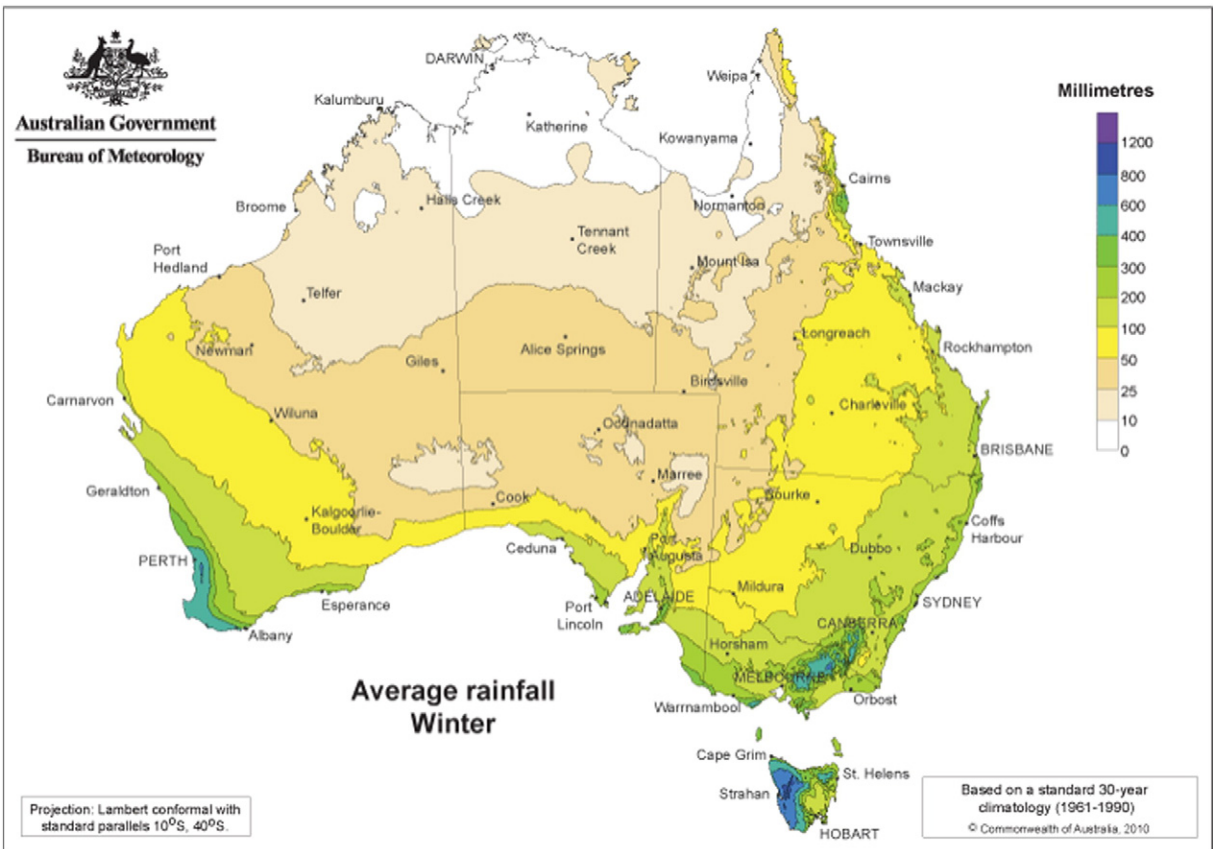 Australian Government
Bureau of Meteorology
DARWIN
Weipa
Kalumburu
Katherine
Kowanyama
Millimetres
1200
800
600
400
300
200
100
50
25
10
0
Cairns
Broome
Halls Creek
Normanton
Tennant
Creek
Townsville
Port
Hedland
Mount Isa
Mackay
Telfer
Longreach
Rockhampton
Newman
Giles
Alice Springs
Birdsville
Carnarvon
Wiluna
Charleville
Oodnadatta
BRISBANE
Marree
Geraldton
Kalgoorlie-
Boulder
Cook
Bourke
Coffs
Harbour
PERTH
Ceduna
Port
Augusta
Dubbo
Esperance
Port
Lincoln
ADELAIDE
Mildura
SYDNEY
Albany
CANBERRA
Horsham
MELBOURNE
Warrnambool
Orbost
Average rainfall
Winter
Cape Grim
St. Helens
Strahan
HOBART
Projection: Lambert conformal with
standard parallels 10°S, 40°S.
Based on a standard 30-year
climatology (1961-1990)
© Commonwealth of Australia, 2010